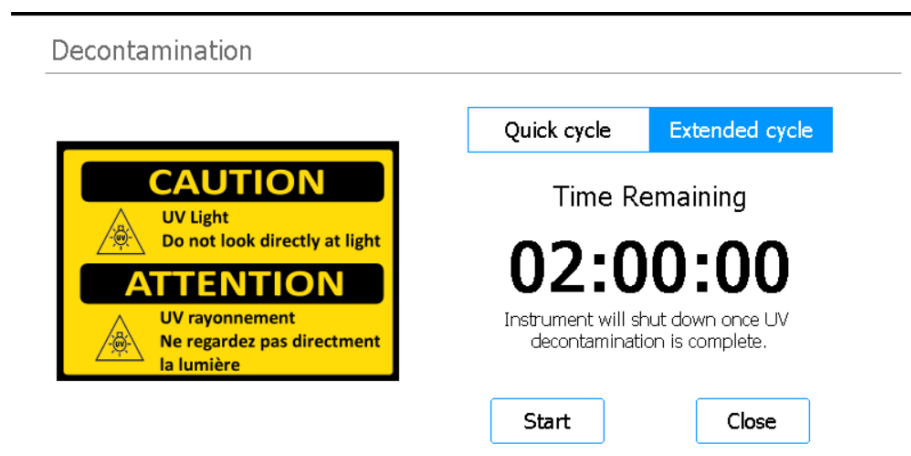 Decontamination
CAUTION
UV Light
Do not look directly at light
ATTENTION
UV rayonnement
Ne regardez pas directment
la lumière
Quick cycle
Extended cycle
Time Remaining
02:00:00
Instrument will shut down once UV
decontamination is complete.
Start
Close